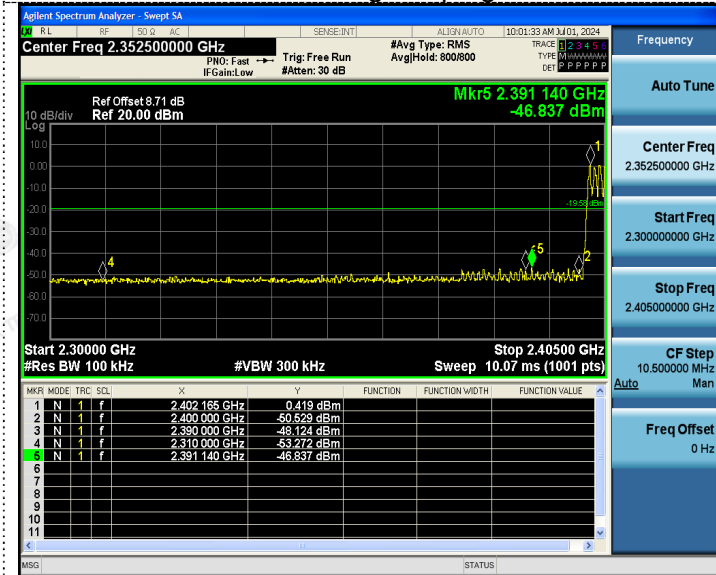 Agilent Spectrum Analyzer - Swept SA
LXI RL RF 50 Ω AC SENSE:INT ALIGN AUTO 10:01:33 AM Jul 01, 2024
Center Freq 2.352500000 GHz
PNO: Fast
IFGain:Low
Trig: Free Run
#Atten: 30 dB
#Avg Type: RMS
Avg|Hold: 800/800
TRACE 1 2 3 4 5 6
TYPE M
DET P P P P P P
Ref Offset 8.71 dB
Ref 20.00 dBm
10 dB/div
Log
Mkr5 2.391 140 GHz
-46.837 dBm
10.0
0.00
-10.0
-20.0
-30.0
-40.0
-50.0
-60.0
-70.0
1
-19.58 dBm
4
5
2
Start 2.30000 GHz
Stop 2.40500 GHz
#Res BW 100 kHz
#VBW 300 kHz
Sweep 10.07 ms (1001 pts)
MKR MODE TRC SCL X Y FUNCTION FUNCTION WIDTH FUNCTION VALUE
1 N 1 f 2.402 165 GHz 0.419 dBm
2 N 1 f 2.400 000 GHz -50.529 dBm
3 N 1 f 2.390 000 GHz -48.124 dBm
4 N 1 f 2.310 000 GHz -53.272 dBm
5 N 1 f 2.391 140 GHz -46.837 dBm
6
7
8
9
10
11
MSG
STATUS
Frequency
Auto Tune
Center Freq
2.352500000 GHz
Start Freq
2.300000000 GHz
Stop Freq
2.405000000 GHz
CF Step
10.500000 MHz
Auto Man
Freq Offset
0 Hz